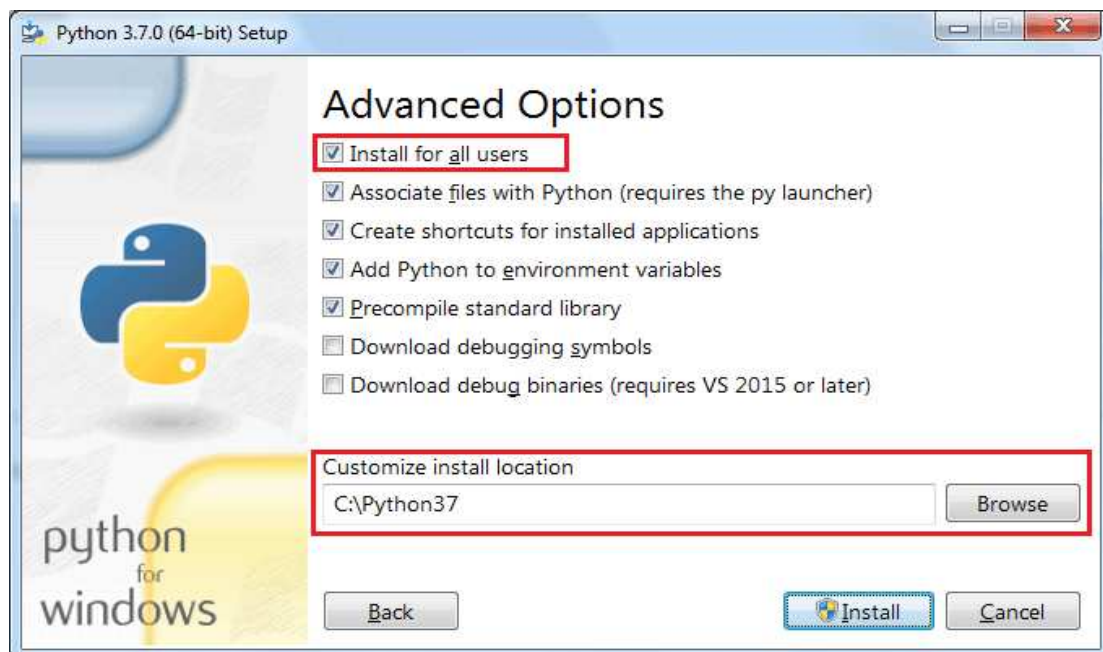 Python 3.7.0 (64-bit) Setup
Advanced Options
Install for all users
Associate files with Python (requires the py launcher)
Create shortcuts for installed applications
Add Python to environment variables
Precompile standard library
Download debugging symbols
Download debug binaries (requires VS 2015 or later)
Customize install location
C:\Python37
Browse
python
for
windows
Back
Install
Cancel